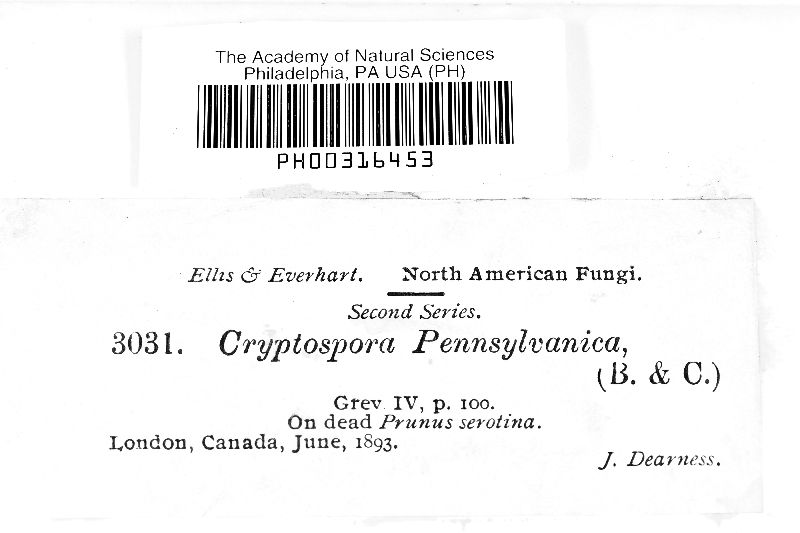 The Academy of Natural Sciences
Philadelphia, PA USA (PH)
PH00316453
Ellis & Everhart. North American Fungi.
Second Series.
3031. Cryptospora Pennsylvanica,
(B. & C.)
Grev. IV, p. 100.
On dead Prunus serotina.
London, Canada, June, 1893.
J. Dearness.